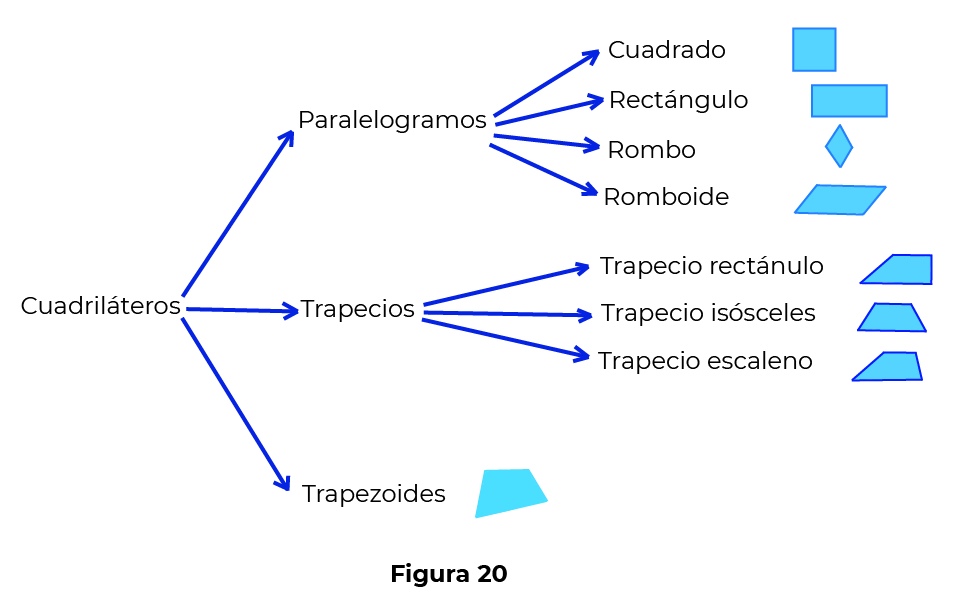 Cuadriláteros
Paralelogramos
Cuadrado
Rectángulo
Rombo
Romboide
Trapecios
Trapecio rectánulo
Trapecio isósceles
Trapecio escaleno
Trapezoides
Figura 20